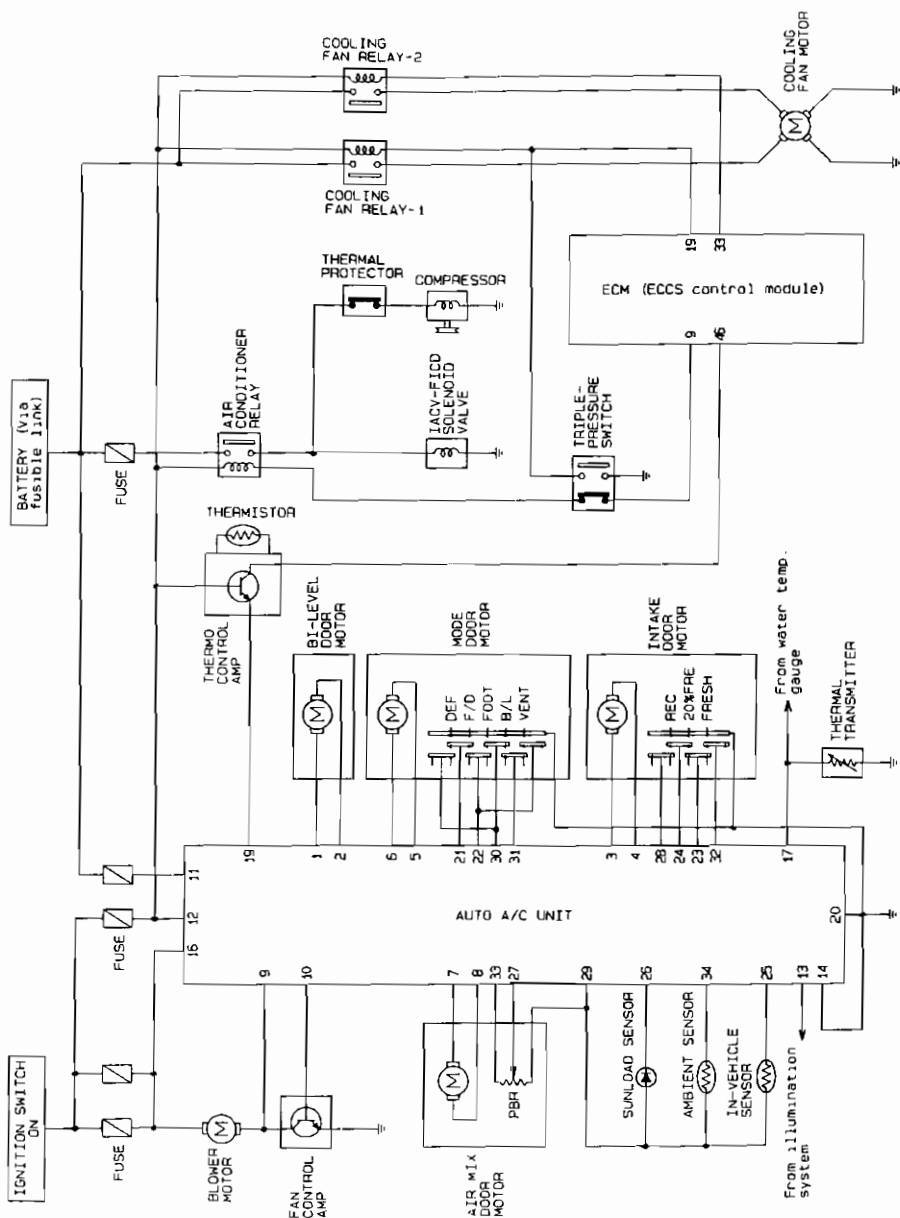 COOLING
FAN RELAY-2
COOLING
FAN MOTOR
M
COOLING
FAN RELAY-1
THERMAL
PROTECTOR
COMPRESSOR
19
33
ECM (ECCS control module)
9
46
BATTERY (Via
fusible link)
FUSE
AIR
CONDITIONER
RELAY
IACV-FICD
SOLENOID
VALVE
TRIPLE-
PRESSURE
SWITCH
THERMISTOR
THERMO
CONTROL
AMP
BI-LEVEL
DOOR
MOTOR
M
MODE
DOOR
MOTOR
M
DEF
F/D
FOOT
B/L
VENT
INTAKE
DOOR
MOTOR
M
REC
20%FRE
FRESH
From water temp.
gauge
THERMAL
TRANSMITTER
19
1
2
6
5
21
22
30
31
3
4
28
24
23
32
17
11
12
16
FUSE
AUTO A/C UNIT
20
9
10
7
8
33
27
29
26
34
25
13
14
IGNITION SWITCH
ON
FUSE
BLOWER
MOTOR
M
FAN
CONTROL
AMP
M
PBR
AIR MIX
DOOR
MOTOR
SUNLOAD SENSOR
AMBIENT SENSOR
IN-VEHICLE
SENSOR
From illumination
system